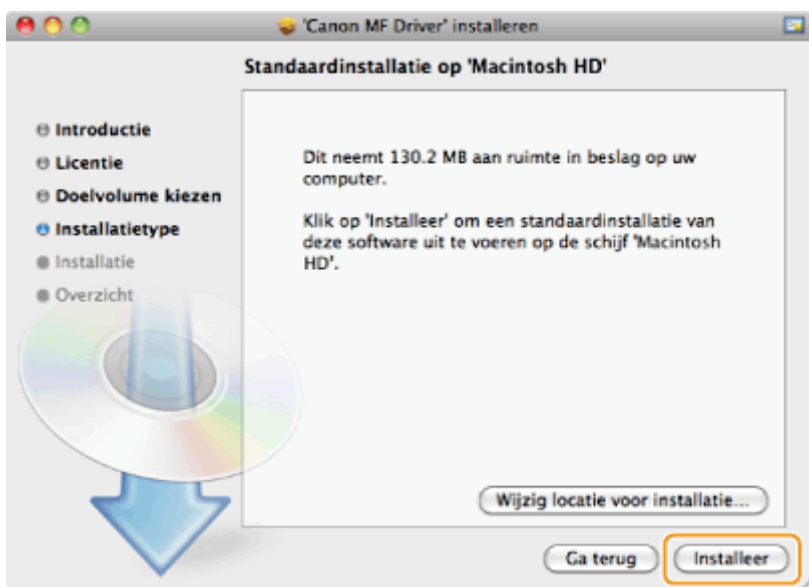 'Canon MF Driver' installeren
Standaardinstallatie op 'Macintosh HD'
Introductie
Licentie
Doelvolume kiezen
Installatietype
Installatie
Overzicht
Dit neemt 130.2 MB aan ruimte in beslag op uw
computer.
Klik op 'Installeer' om een standaardinstallatie van
deze software uit te voeren op de schijf 'Macintosh
HD'.
Wijzig locatie voor installatie...
Ga terug
Installeer